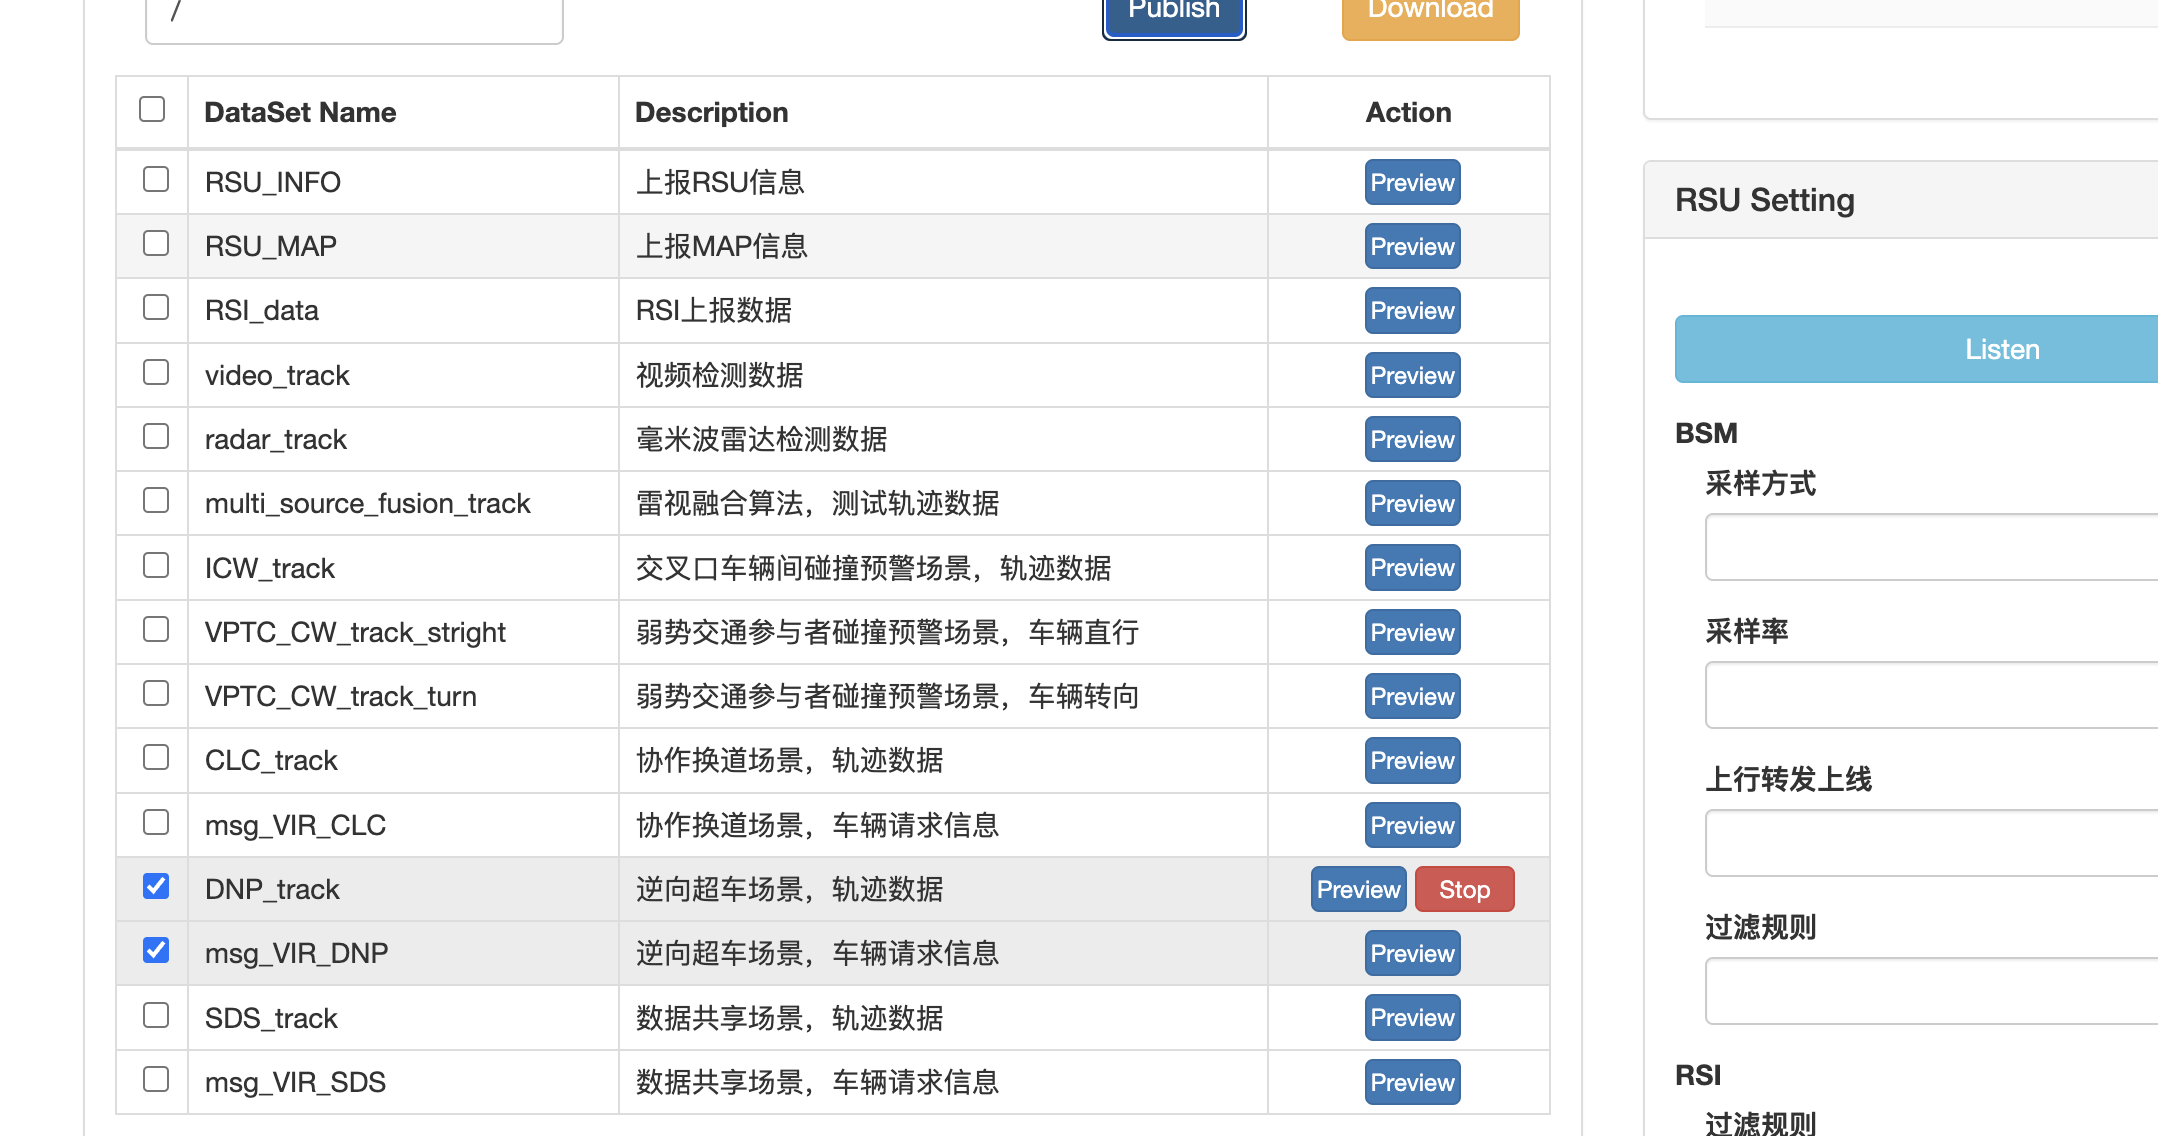 /
Publish
Download
DataSet Name Description Action
RSU_INFO 上报RSU信息 Preview
RSU_MAP 上报MAP信息 Preview
RSI_data RSI上报数据 Preview
video_track 视频检测数据 Preview
radar_track 毫米波雷达检测数据 Preview
multi_source_fusion_track 雷视融合算法，测试轨迹数据 Preview
ICW_track 交叉口车辆间碰撞预警场景，轨迹数据 Preview
VPTC_CW_track_stright 弱势交通参与者碰撞预警场景，车辆直行 Preview
VPTC_CW_track_turn 弱势交通参与者碰撞预警场景，车辆转向 Preview
CLC_track 协作换道场景，轨迹数据 Preview
msg_VIR_CLC 协作换道场景，车辆请求信息 Preview
DNP_track 逆向超车场景，轨迹数据 Preview Stop
msg_VIR_DNP 逆向超车场景，车辆请求信息 Preview
SDS_track 数据共享场景，轨迹数据 Preview
msg_VIR_SDS 数据共享场景，车辆请求信息 Preview
RSU Setting
Listen
BSM
采样方式
采样率
上行转发上线
过滤规则
RSI
过滤规则